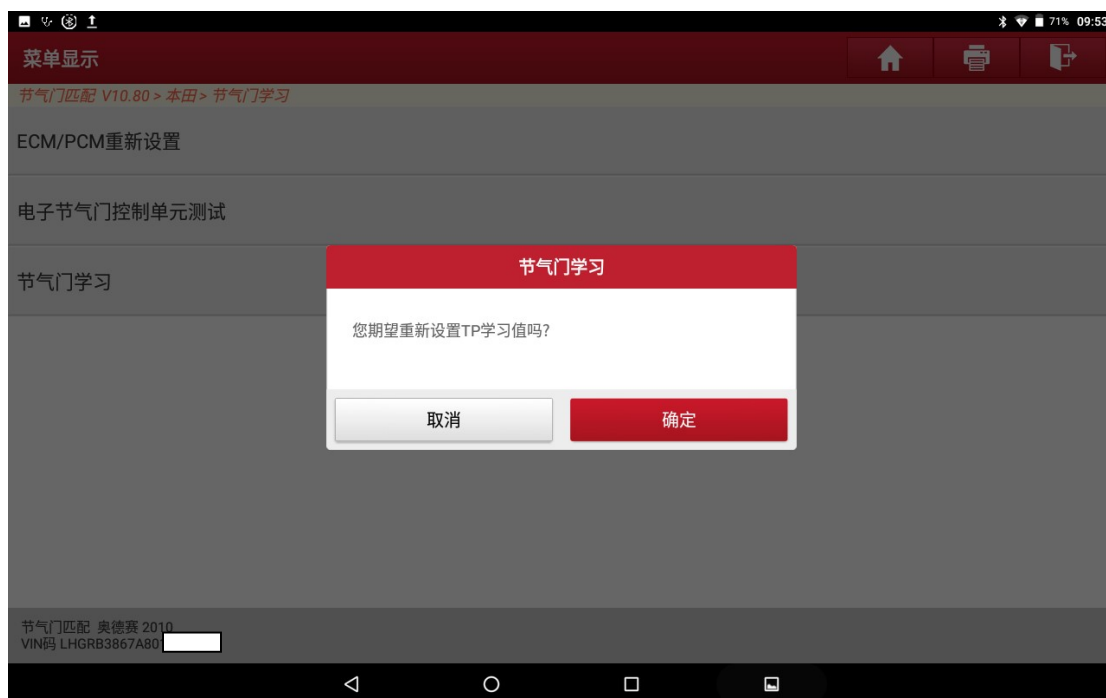 71% 09:53
菜单显示
节气门匹配 V10.80 > 本田 > 节气门学习
ECM/PCM重新设置
电子节气门控制单元测试
节气门学习
节气门学习
您期望重新设置TP学习值吗?
取消
确定
节气门匹配 奥德赛 2010
VIN码 LHGRB3867A80